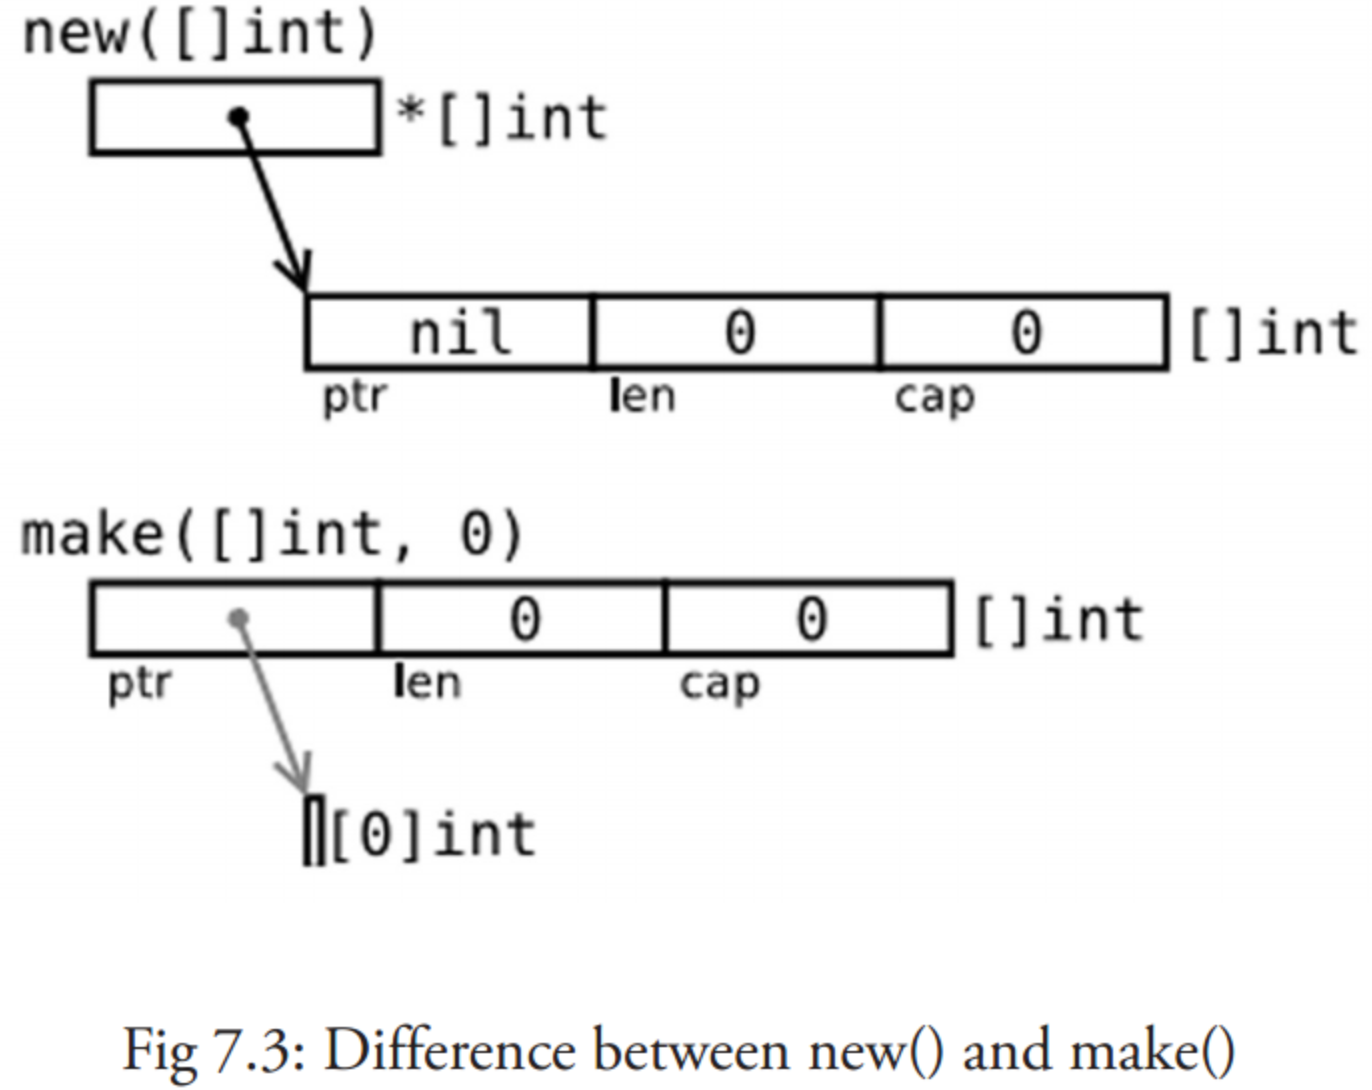 new([]int)
*[]int
nil 0 0 []int
ptr len cap
make([]int, 0)
0 0 []int
ptr len cap
[0]int
Fig 7.3: Difference between new() and make()